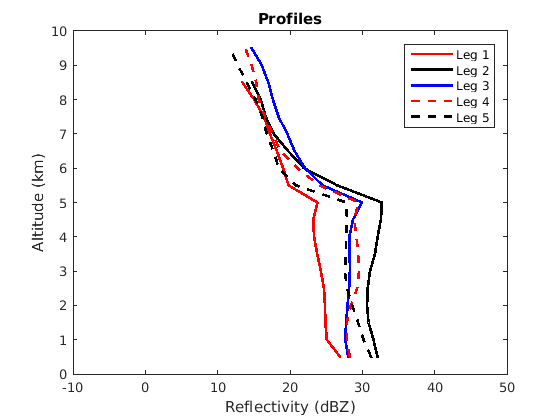 Profiles
10
9
8
7
6
5
4
3
2
1
0
Altitude (km)
-10 0 10 20 30 40 50
Reflectivity (dBZ)
Leg 1
Leg 2
Leg 3
Leg 4
Leg 5